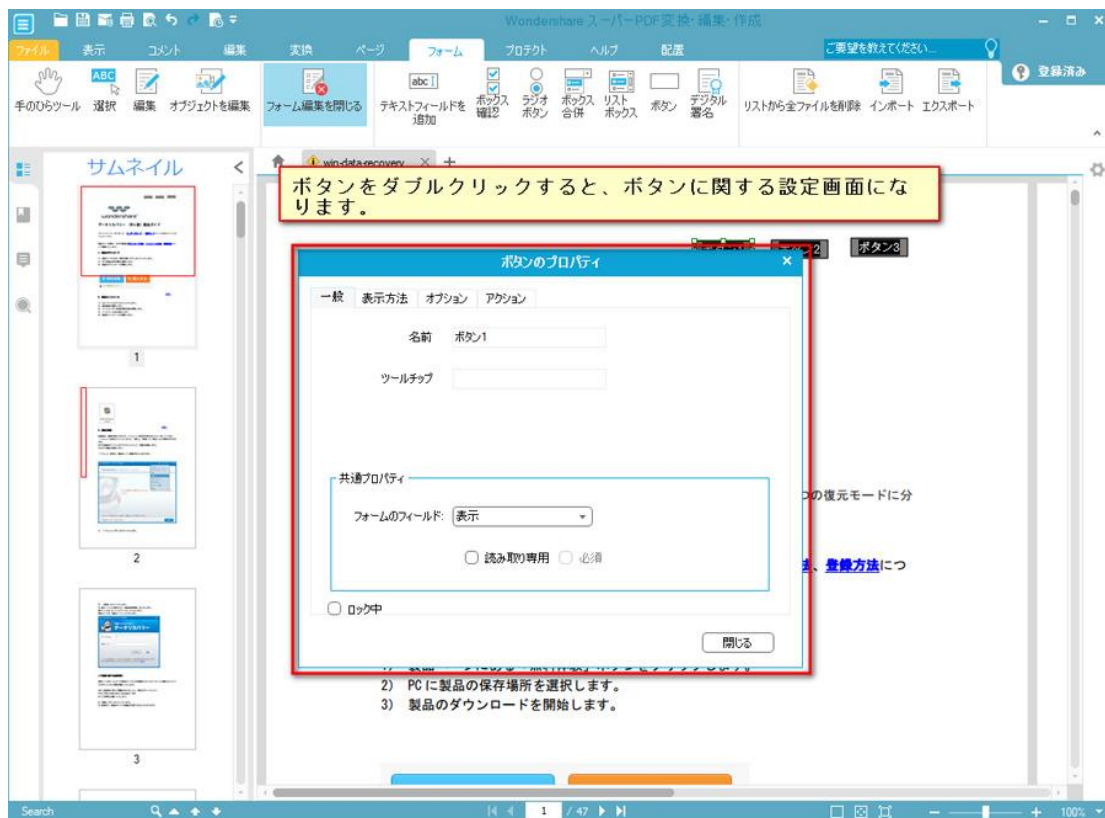 Wondershare スーパーPDF変換・編集・作成
ファイル 表示 コメント 編集 変換 ページ フォーム プロテクト ヘルプ 配置 ご要望を教えてください...
登録済み
手のひらツール 選択 編集 オブジェクトを編集 フォーム編集を閉じる テキストフィールドを追加 ボックス確認 ラジオボタン ボックス合併 リストボックス ボタン デジタル署名 リストから全ファイルを削除 インポート エクスポート
ABC
abc
サムネイル
win-data-recovery
ボタンをダブルクリックすると、ボタンに関する設定画面にな
ります。
ボタン3
ボタンのプロパティ
一般 表示方法 オプション アクション
名前 ボタン1
ツールチップ
共通プロパティ
フォームのフィールド: 表示
読み取り専用 必須
ロック中
閉じる
つの復元モードに分
、登録方法につ
2) PCに製品の保存場所を選択します。
3) 製品のダウンロードを開始します。
wondershare
1
2
3
Search
1 / 47
100%